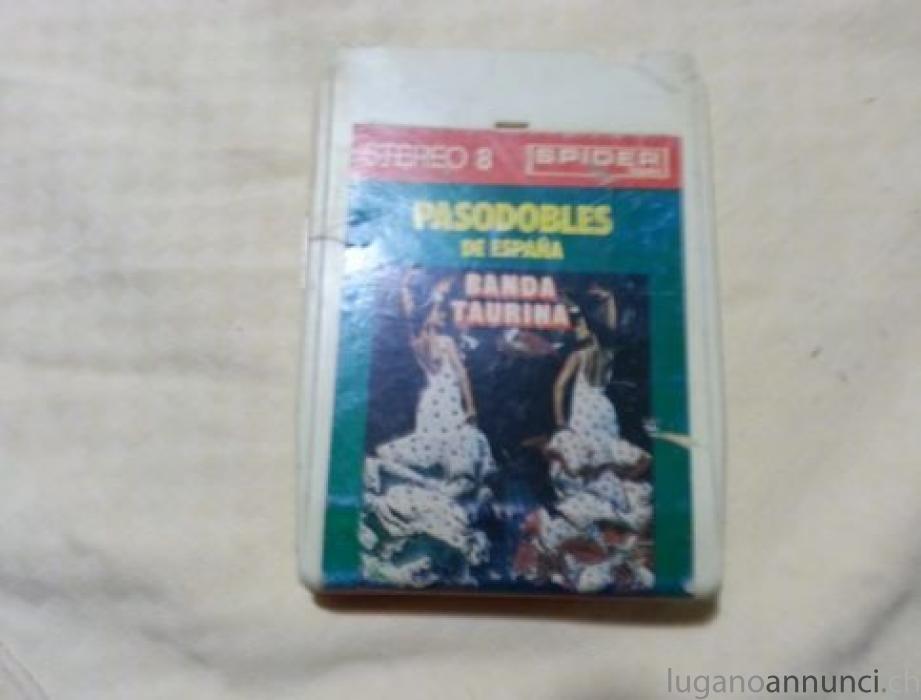 STEREO 8
SPIDER
PASODOBLES
DE ESPAÑA
BANDA
TAURINA
luganoannunci.ch